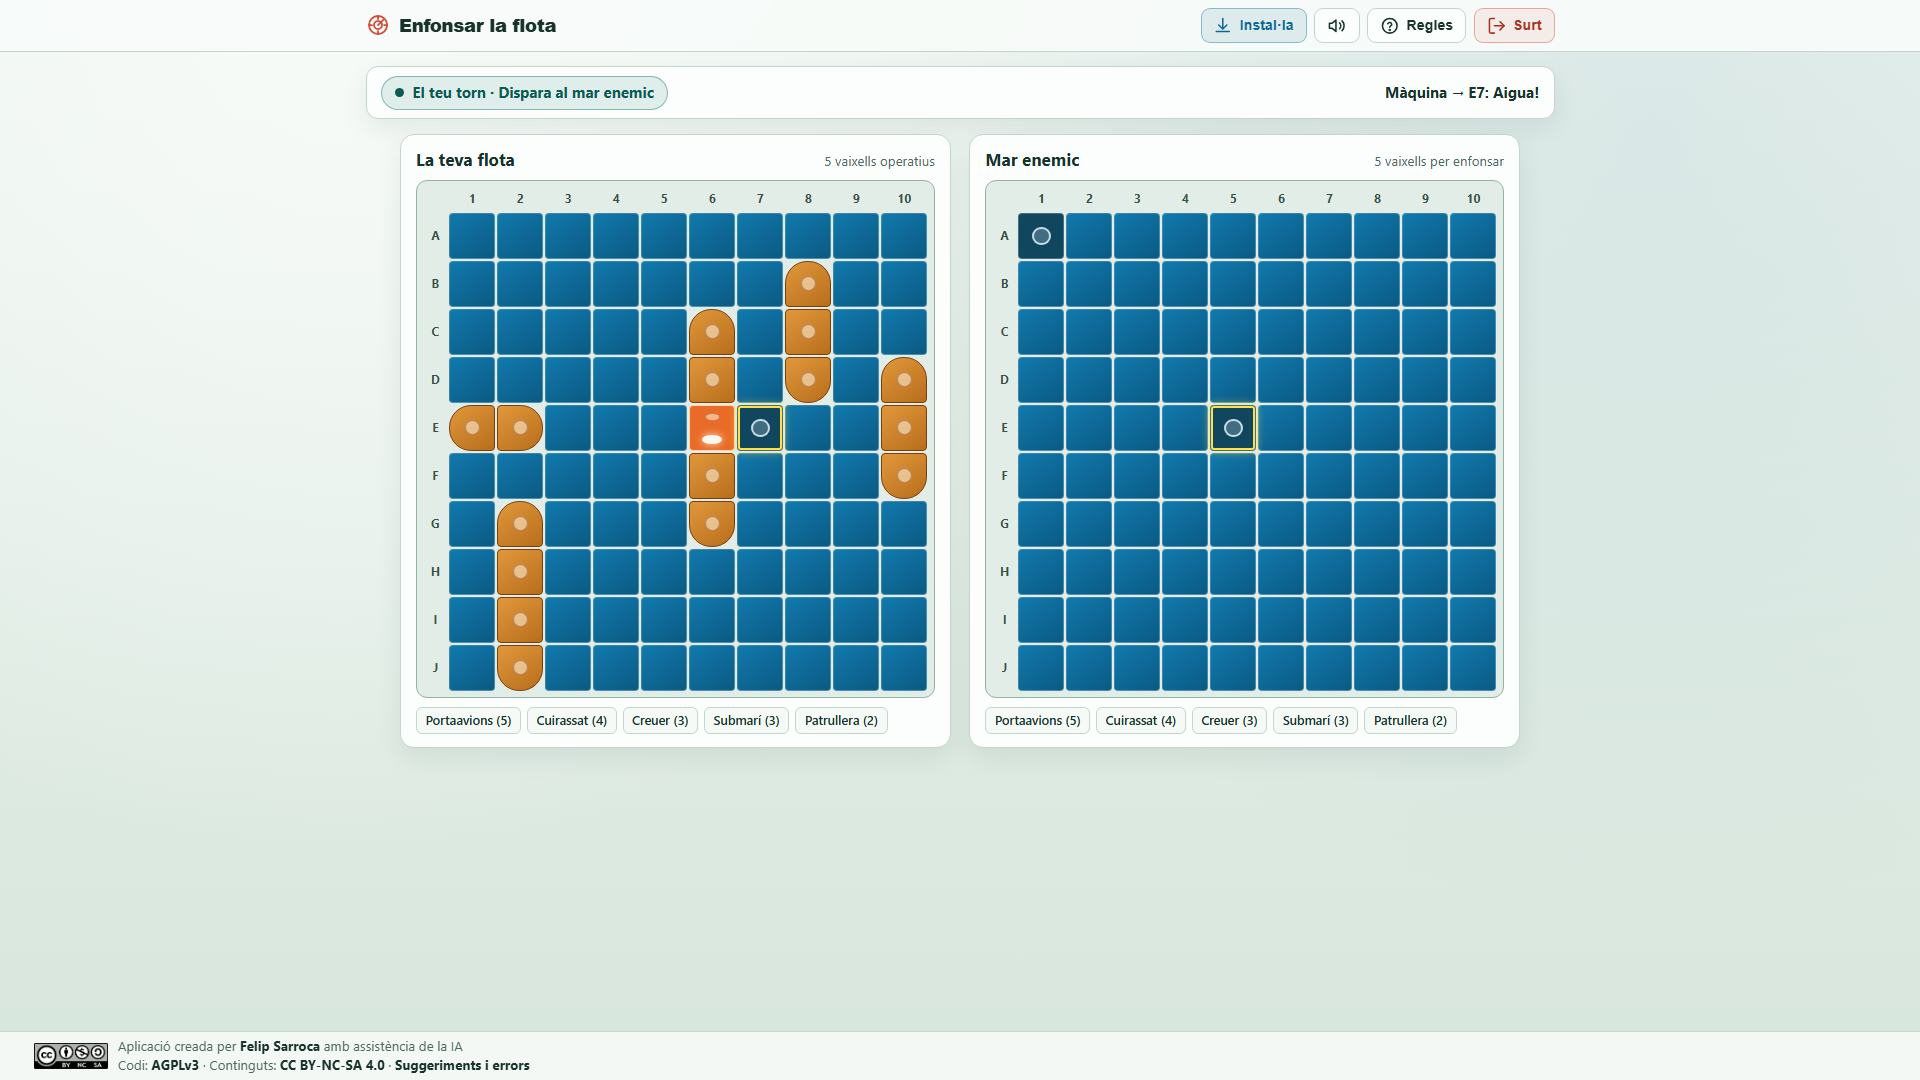 Enfonsar la flota
Instal·la
Regles
Surt
El teu torn · Dispara al mar enemic
Màquina → E7: Aigua!
La teva flota
5 vaixells operatius
1 2 3 4 5 6 7 8 9 10
A
B
C
D
E
F
G
H
I
J
Portaavions (5) Cuirassat (4) Creuer (3) Submarí (3) Patrullera (2)
Mar enemic
5 vaixells per enfonsar
1 2 3 4 5 6 7 8 9 10
A
B
C
D
E
F
G
H
I
J
Portaavions (5) Cuirassat (4) Creuer (3) Submarí (3) Patrullera (2)
cc BY NC SA
Aplicació creada per Felip Sarroca amb assistència de la IA
Codi: AGPLv3 · Continguts: CC BY-NC-SA 4.0 · Suggeriments i errors